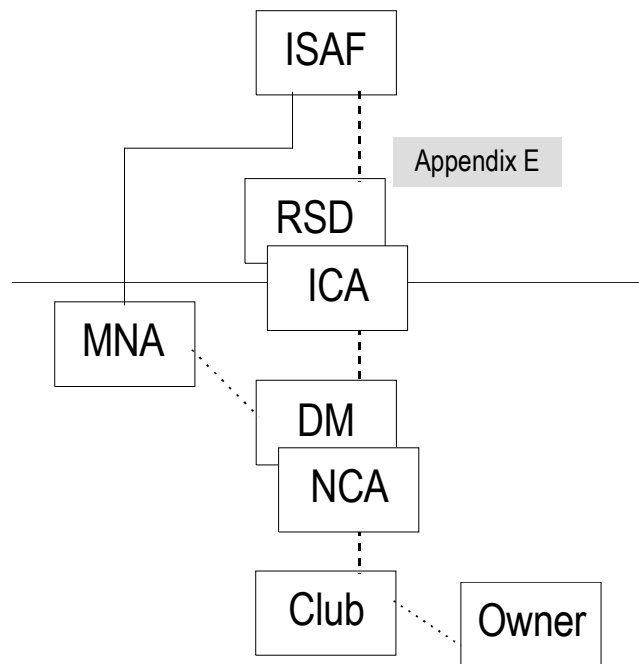 ISAF
Appendix E
RSD
ICA
MNA
DM
NCA
Club
Owner